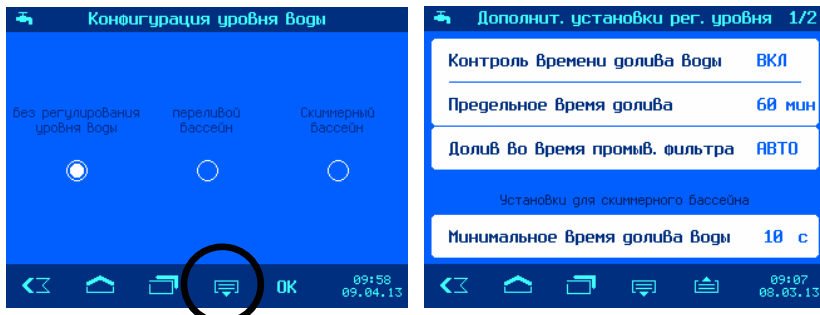 Конфигурация уровня воды
без регулирования
уровня воды
переливой
бассейн
Скиммерный
бассейн
OK
09:58
09.04.13
Дополнит. установки рег. уровня 1/2
Контроль времени долива воды ВКЛ
Предельное время долива 60 мин
Долив во время промыв. фильтра АВТО
Установки для скиммерного бассейна
Минимальное время долива воды 10 с
09:07
08.03.13